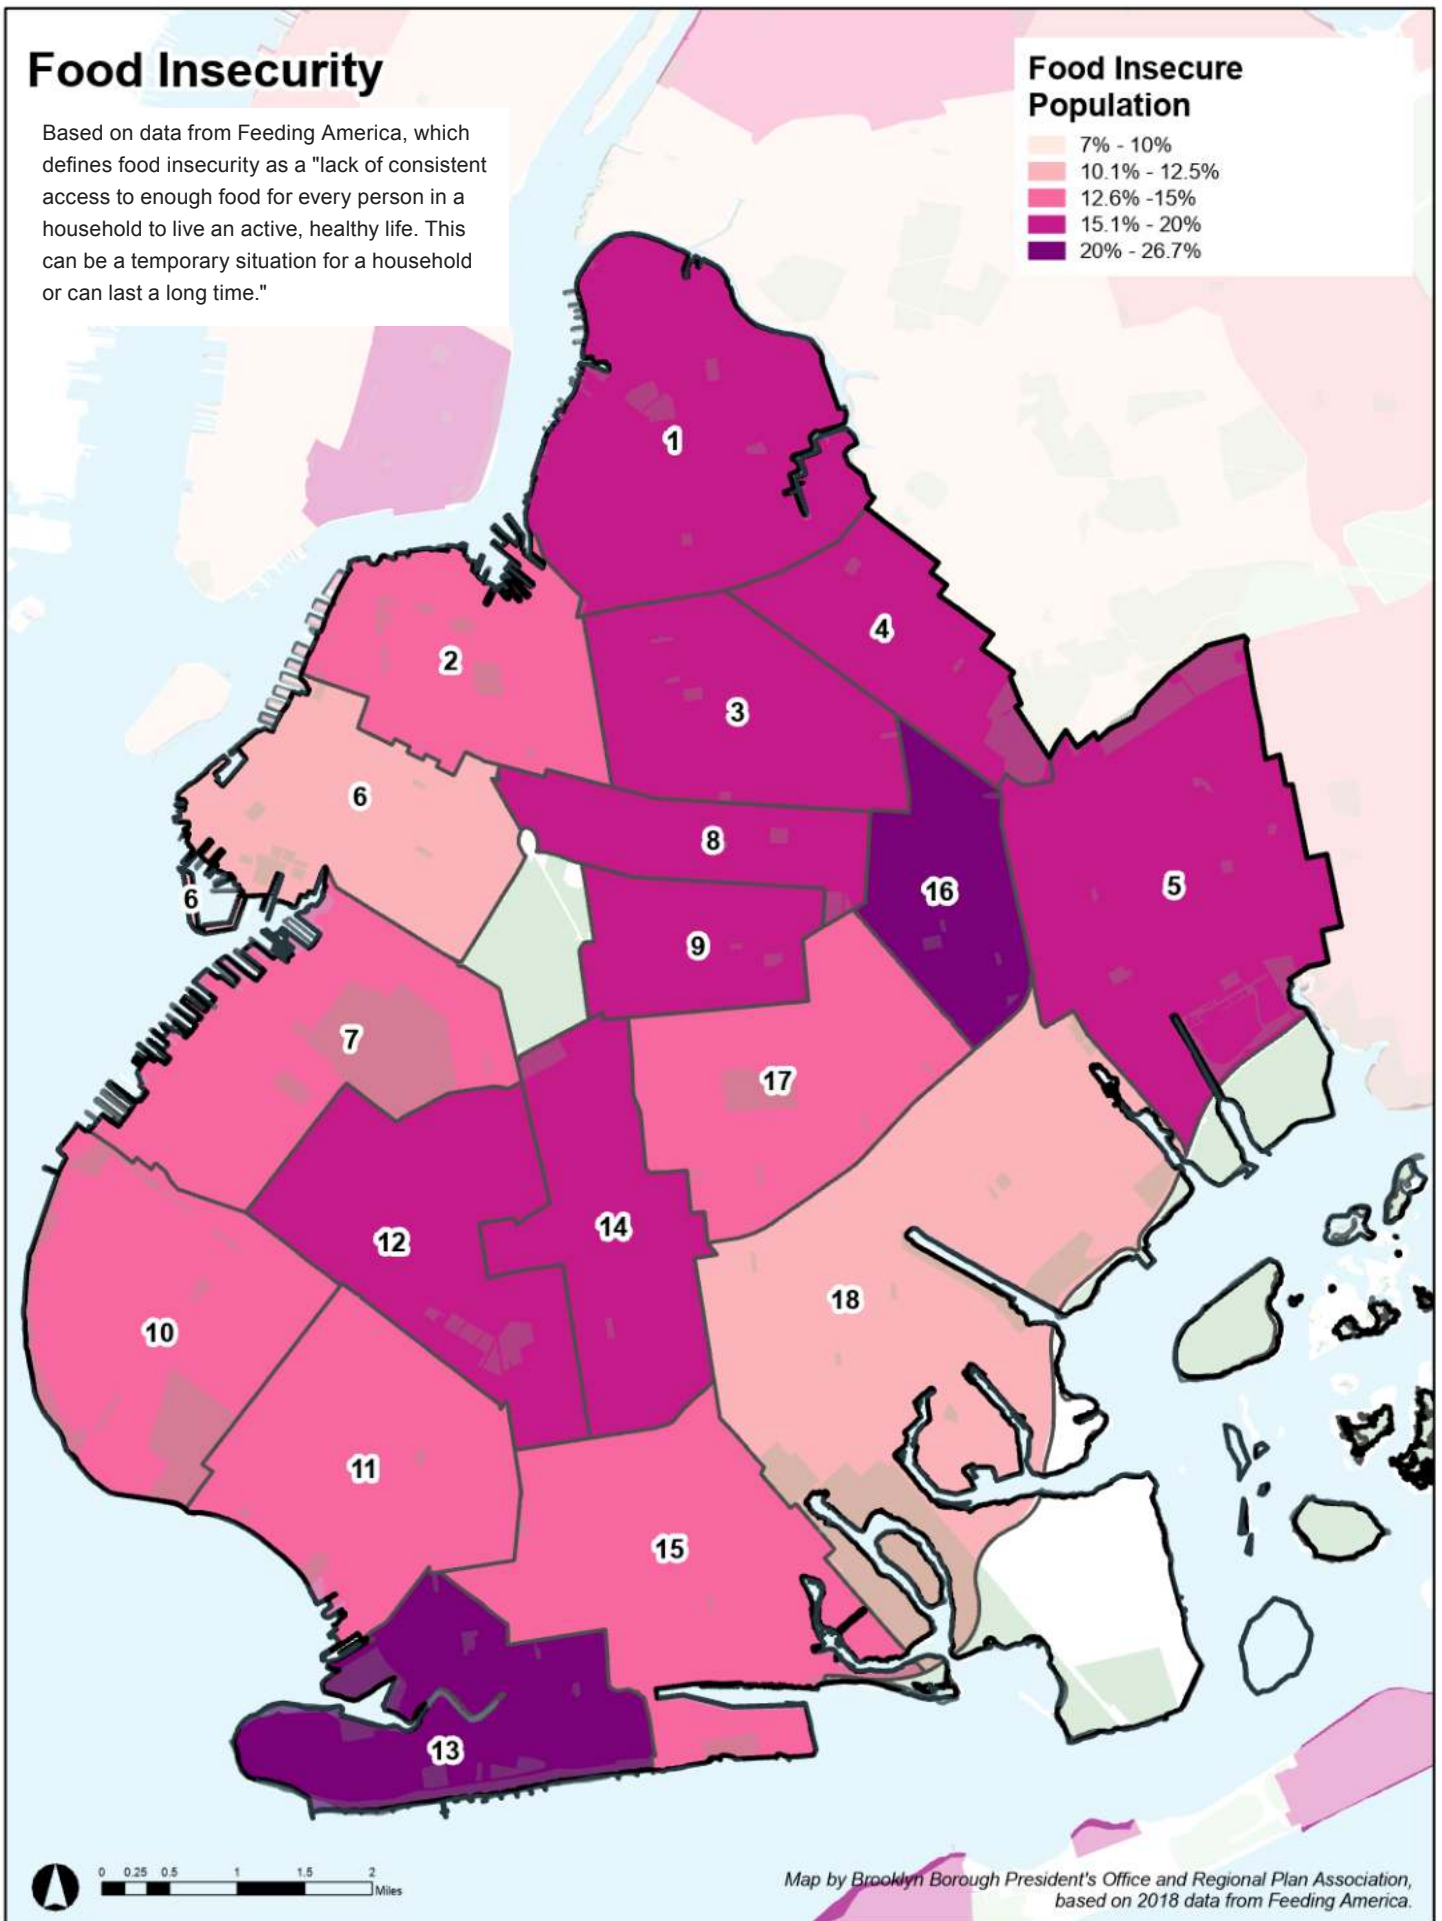 Food Insecurity
Based on data from Feeding America, which
defines food insecurity as a "lack of consistent
access to enough food for every person in a
household to live an active, healthy life. This
can be a temporary situation for a household
or can last a long time."
Food Insecure
Population
7% - 10%
10.1% - 12.5%
12.6% -15%
15.1% - 20%
20% - 26.7%
1
4
2
3
6
8
5
16
6
9
7
17
14
12
18
10
11
15
13
0 0.25 0.5 1 1.5 2
Miles
Map by Brooklyn Borough President's Office and Regional Plan Association,
based on 2018 data from Feeding America.